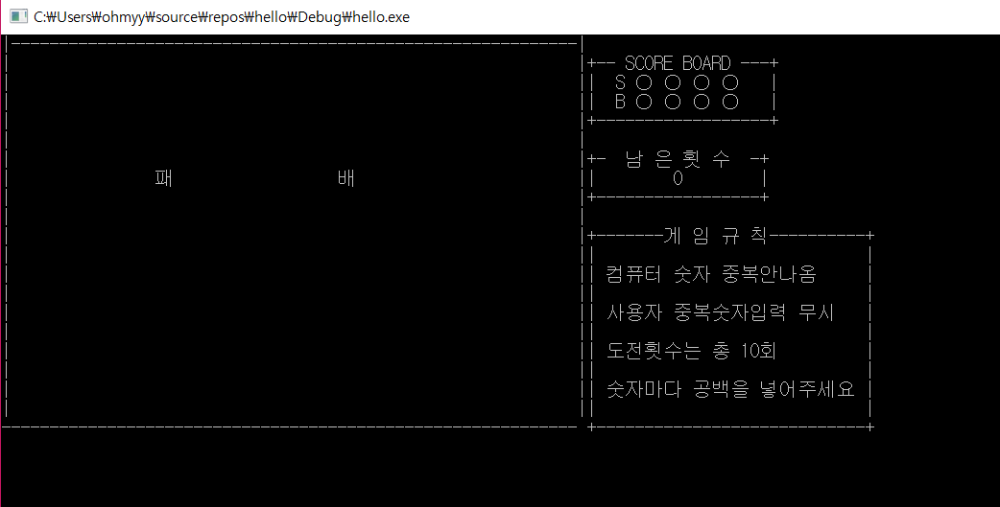 C:₩Users₩ohmyy₩source₩repos₩hello₩Debug₩hello.exe
SCORE BOARD
S ○ ○ ○ ○
B ○ ○ ○ ○
남 은 횟 수
0
패 배
게 임 규 칙
컴퓨터 숫자 중복안나옴
사용자 중복숫자입력 무시
도전횟수는 총 10회
숫자마다 공백을 넣어주세요